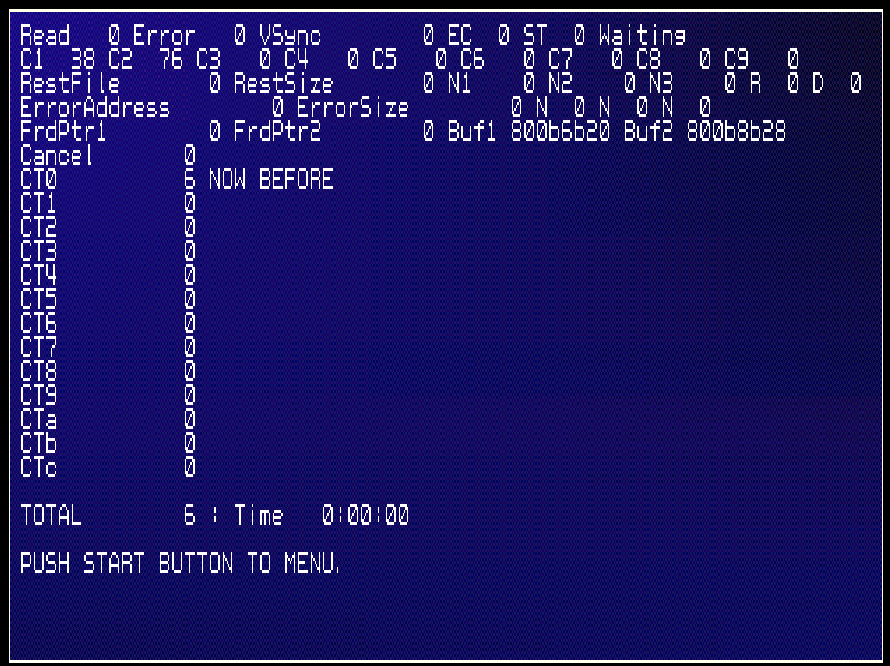 Read   0 Error   0 VSync        0 EC  0 ST  0 Waiting
C1  38 C2  76 C3   0 C4   0 C5   0 C6   0 C7   0 C8   0 C9   0
RestFile       0 RestSize       0 N1    0 N2    0 N3    0 R  0 D  0
ErrorAddress        0 ErrorSize        0 N  0 N  0 N  0
FrdPtr1        0 FrdPtr2        0 Buf1 800b6b20 Buf2 800b8b28
Cancel       0
CT0          6 NOW BEFORE
CT1          0
CT2          0
CT3          0
CT4          0
CT5          0
CT6          0
CT7          0
CT8          0
CT9          0
CTa          0
CTb          0
CTc          0
TOTAL        6 : Time   0:00:00
PUSH START BUTTON TO MENU.